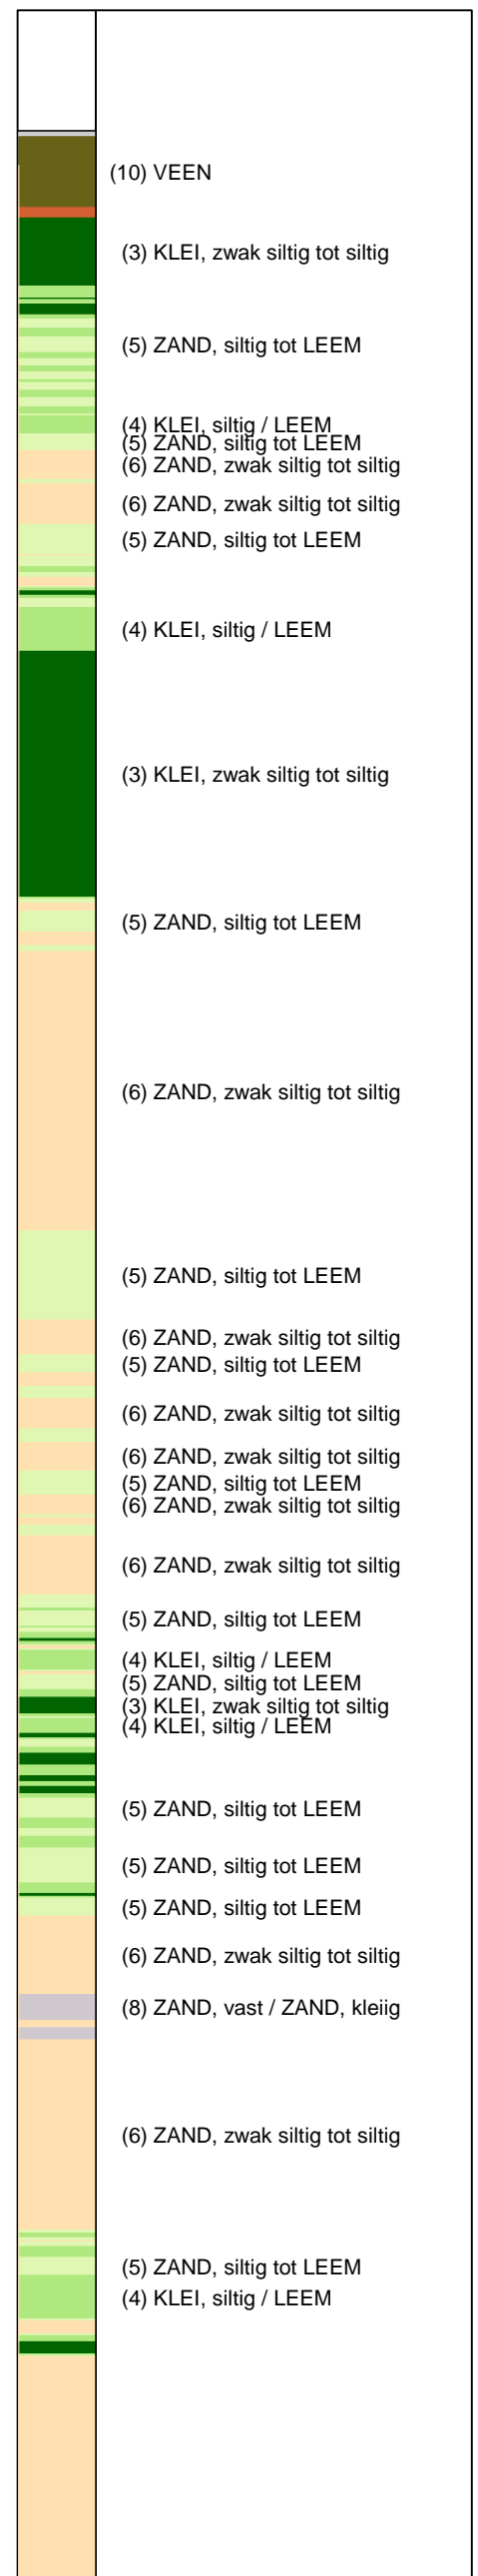 (10) VEEN
(3) KLEI, zwak siltig tot siltig
(5) ZAND, siltig tot LEEM
(4) KLEI, siltig / LEEM
(5) ZAND, siltig tot LEEM
(6) ZAND, zwak siltig tot siltig
(6) ZAND, zwak siltig tot siltig
(5) ZAND, siltig tot LEEM
(4) KLEI, siltig / LEEM
(3) KLEI, zwak siltig tot siltig
(5) ZAND, siltig tot LEEM
(6) ZAND, zwak siltig tot siltig
(5) ZAND, siltig tot LEEM
(6) ZAND, zwak siltig tot siltig
(5) ZAND, siltig tot LEEM
(6) ZAND, zwak siltig tot siltig
(6) ZAND, zwak siltig tot siltig
(5) ZAND, siltig tot LEEM
(6) ZAND, zwak siltig tot siltig
(6) ZAND, zwak siltig tot siltig
(5) ZAND, siltig tot LEEM
(4) KLEI, siltig / LEEM
(5) ZAND, siltig tot LEEM
(3) KLEI, zwak siltig tot siltig
(4) KLEI, siltig / LEEM
(5) ZAND, siltig tot LEEM
(5) ZAND, siltig tot LEEM
(5) ZAND, siltig tot LEEM
(6) ZAND, zwak siltig tot siltig
(8) ZAND, vast / ZAND, kleiig
(6) ZAND, zwak siltig tot siltig
(5) ZAND, siltig tot LEEM
(4) KLEI, siltig / LEEM